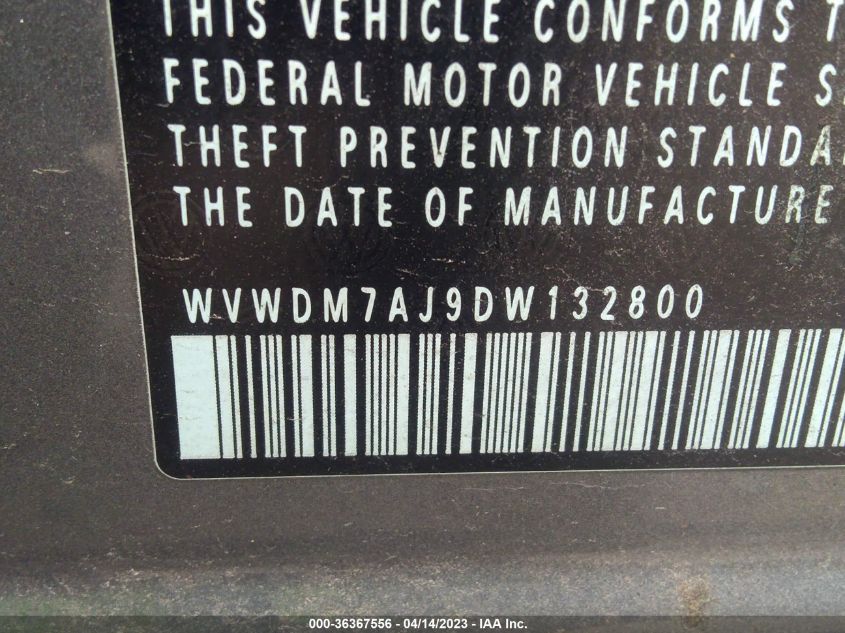 THIS VEHICLE CONFORMS
FEDERAL MOTOR VEHICLE
THEFT PREVENTION
THE DATE OF MANUFACTURE
WVWDM7AJ9DW132800
000-36367556 - 04/14/2023 - IAA Inc.